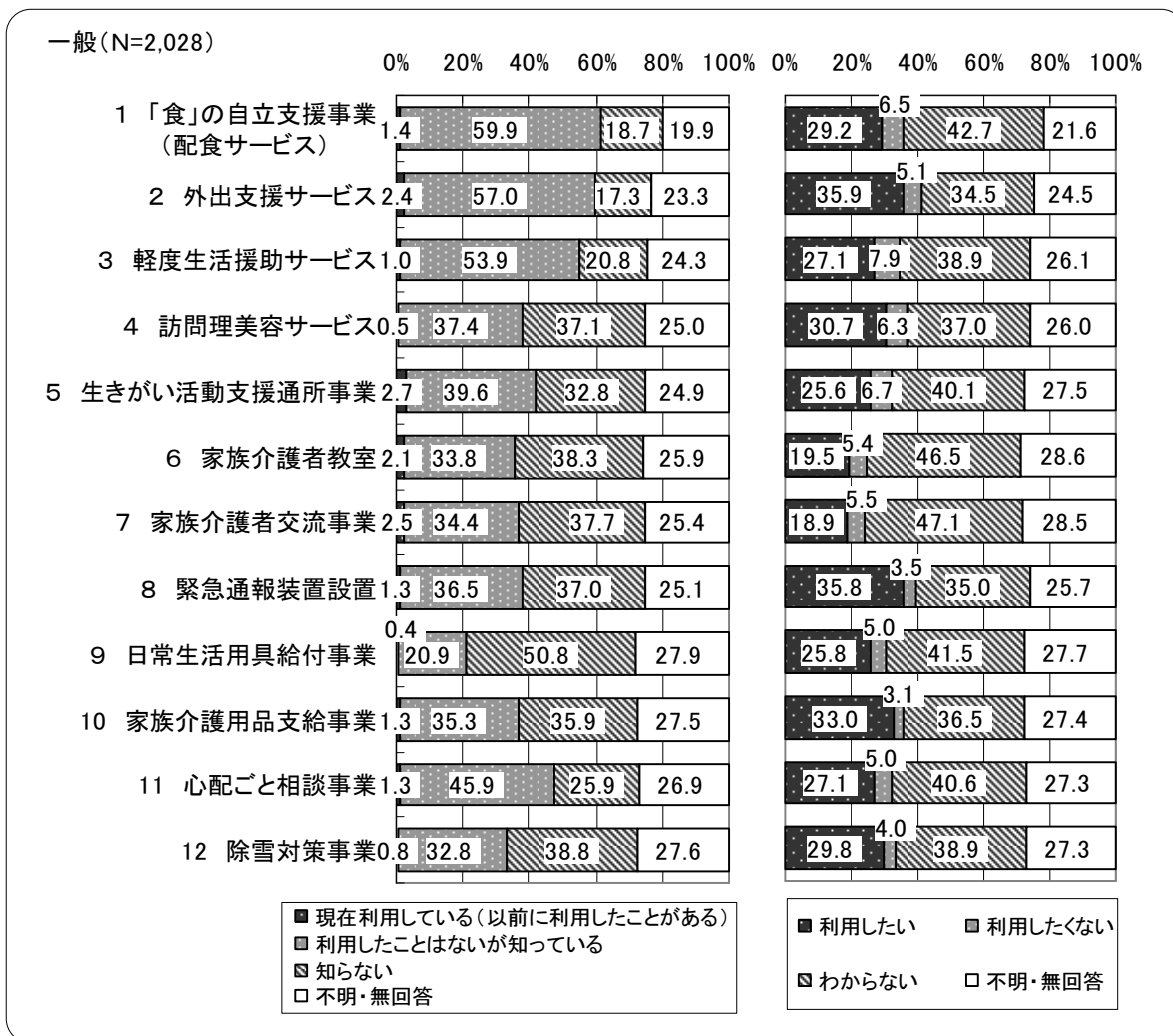 一般(N=2,028)
0% 20% 40% 60% 80% 100% 0% 20% 40% 60% 80% 100%
1 「食」の自立支援事業
(配食サービス)
1.4 59.9 18.7 19.9 29.2 6.5 42.7 21.6
2 外出支援サービス 2.4 57.0 17.3 23.3 35.9 5.1 34.5 24.5
3 軽度生活援助サービス 1.0 53.9 20.8 24.3 27.1 7.9 38.9 26.1
4 訪問理美容サービス 0.5 37.4 37.1 25.0 30.7 6.3 37.0 26.0
5 生きがい活動支援通所事業 2.7 39.6 32.8 24.9 25.6 6.7 40.1 27.5
6 家族介護者教室 2.1 33.8 38.3 25.9 19.5 5.4 46.5 28.6
7 家族介護者交流事業 2.5 34.4 37.7 25.4 18.9 5.5 47.1 28.5
8 緊急通報装置設置 1.3 36.5 37.0 25.1 35.8 3.5 35.0 25.7
9 日常生活用具給付事業 0.4 20.9 50.8 27.9 25.8 5.0 41.5 27.7
10 家族介護用品支給事業 1.3 35.3 35.9 27.5 33.0 3.1 36.5 27.4
11 心配ごと相談事業 1.3 45.9 25.9 26.9 27.1 5.0 40.6 27.3
12 除雪対策事業 0.8 32.8 38.8 27.6 29.8 4.0 38.9 27.3
現在利用している(以前に利用したことがある)
利用したことはないが知っている
知らない
不明・無回答
利用したい 利用したくない
わからない 不明・無回答